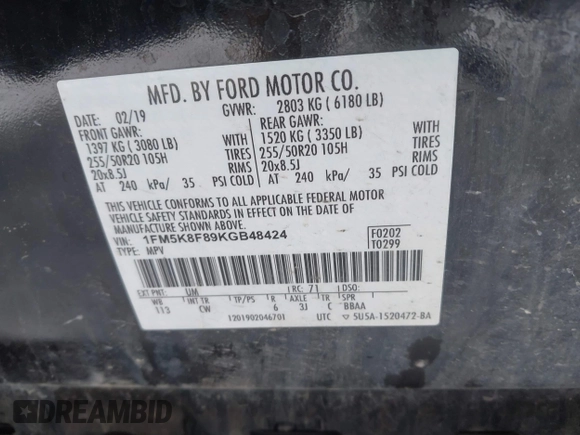 MFD. BY FORD MOTOR CO.
DATE: 02/19 GVWR: 2803 KG ( 6180 LB)
FRONT GAWR: REAR GAWR:
1397 KG ( 3080 LB) WITH 1520 KG ( 3350 LB) WITH
255/50R20 105H TIRES 255/50R20 105H TIRES
20x8.5J RIMS 20x8.5J RIMS
AT 240 kPa/ 35 PSI COLD AT 240 kPa/ 35 PSI COLD
THIS VEHICLE CONFORMS TO ALL APPLICABLE FEDERAL MOTOR
VEHICLE SAFETY STANDARDS IN EFFECT ON THE DATE OF MANUFACTURE SHOWN ABOVE.
VIN: 1FM5K8F89KGB48424 F0202
TYPE: MPV T0299
EXT PNT: UM RC: 71 DSO:
WB INT TR TP/PS R AXLE TR SPR
113 CW 6 3J C BBAA
1201902046701 UTC 5U5A-1520472-BA
DREAMBID